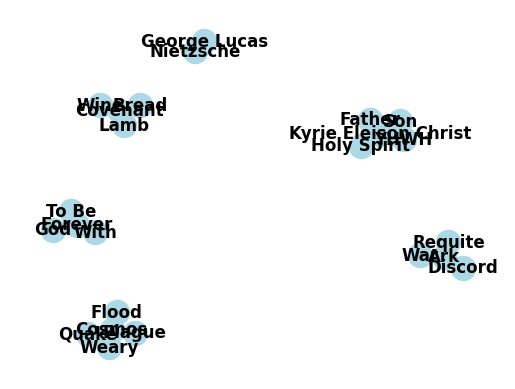 George Lucas
Nietzsche
Wine
Bread
Covenant
Lamb
Father
Son
Kyrie Eleison Christ
YHWH
Holy Spirit
To Be
Forever
God
With
Requite
Ark
Discord
Flood
Cosmos
Quake
Plague
Weary